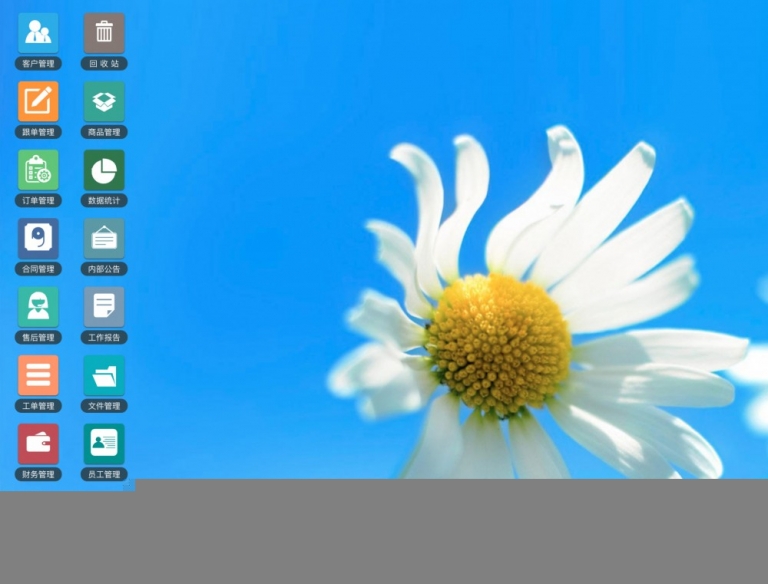 客户管理 回收站
跟单管理 商品管理
订单管理 数据统计
合同管理 内部公告
售后管理 工作报告
工单管理 文件管理
财务管理 员工管理